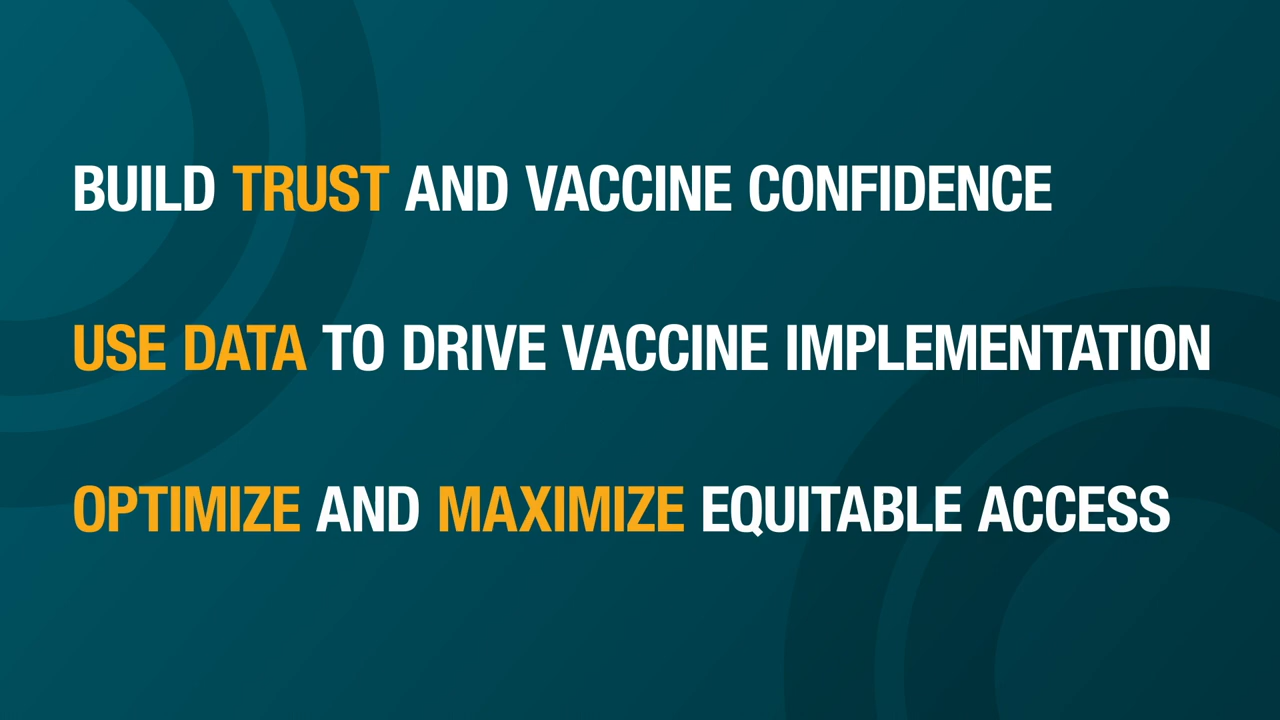 BUILD TRUST AND VACCINE CONFIDENCE
USE DATA TO DRIVE VACCINE IMPLEMENTATION
OPTIMIZE AND MAXIMIZE EQUITABLE ACCESS